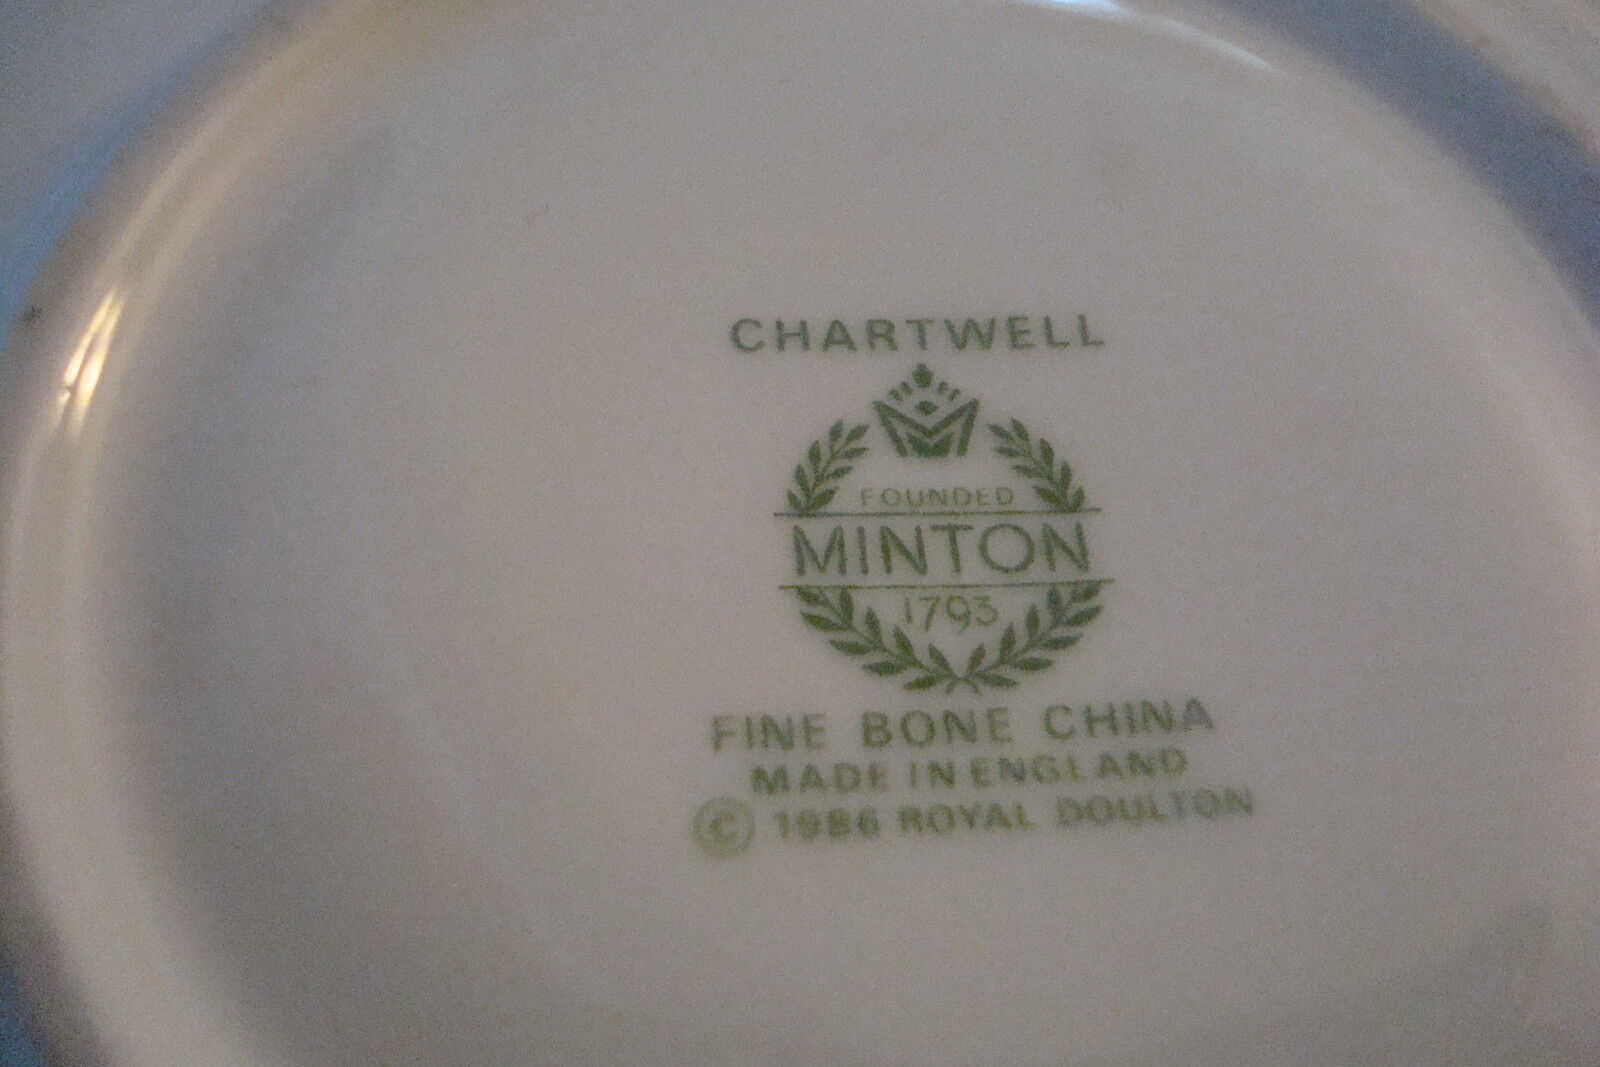 CHARTWELL
FOUNDED
MINTON
1793
FINE BONE CHINA
MADE IN ENGLAND
© 1986 ROYAL DOULTON